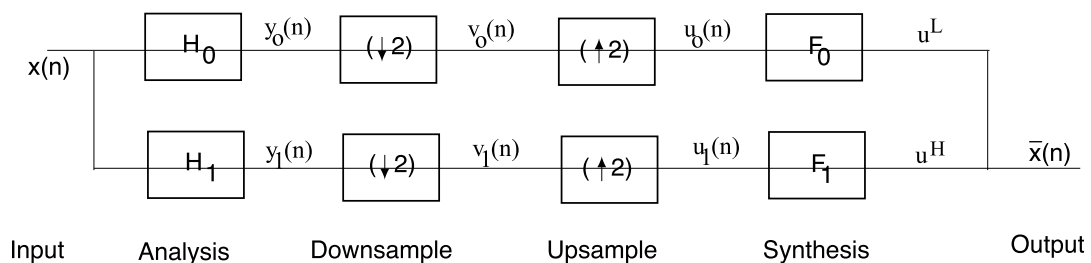 H0 y0(n) (↓2) v0(n) (↑2) u0(n) F0 uL
x(n)
H1 y1(n) (↓2) v1(n) (↑2) u1(n) F1 uH x̄(n)
Input Analysis Downsample Upsample Synthesis Output